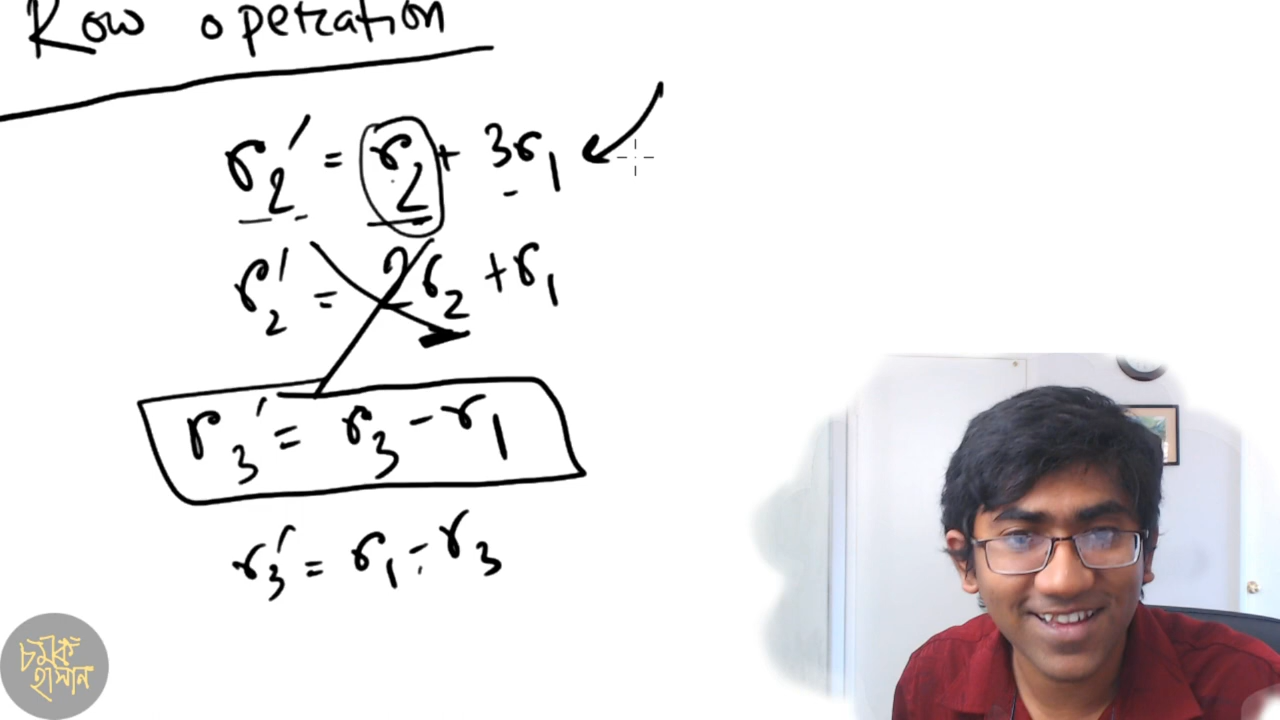 Row operation
r₂' = r₂ + 3r₁
r₂' = 2r₂ + r₁
r₃' = r₃ - r₁
r₃' = r₁ - r₃
চমক
হাসান